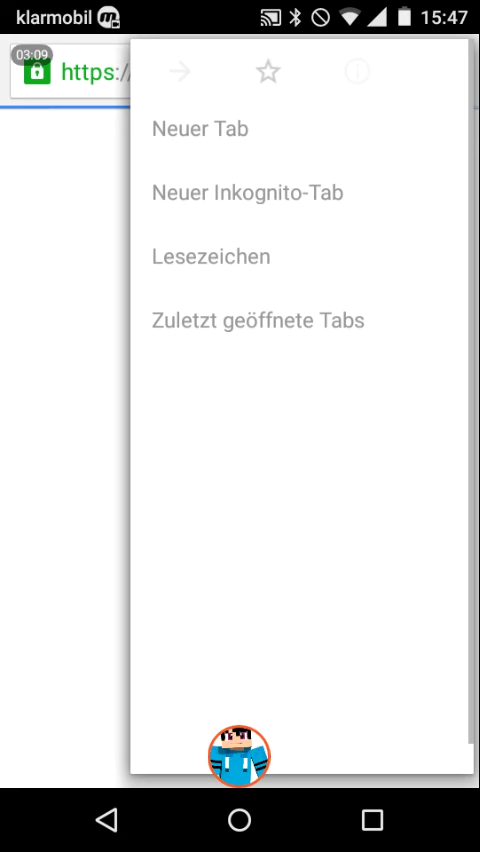 klarmobil
15:47
03:09
https:/
Neuer Tab
Neuer Inkognito-Tab
Lesezeichen
Zuletzt geöffnete Tabs